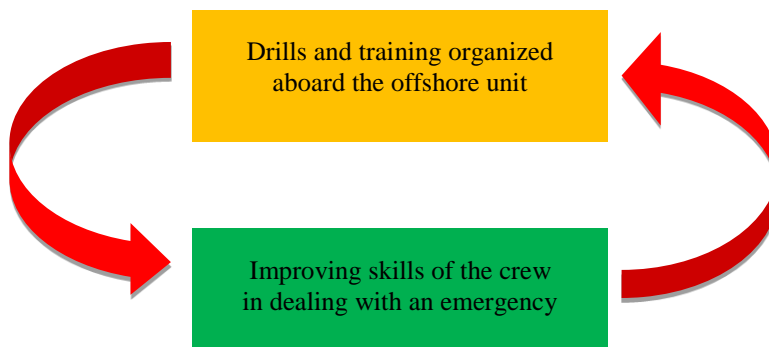 Drills and training organized
aboard the offshore unit
Improving skills of the crew
in dealing with an emergency